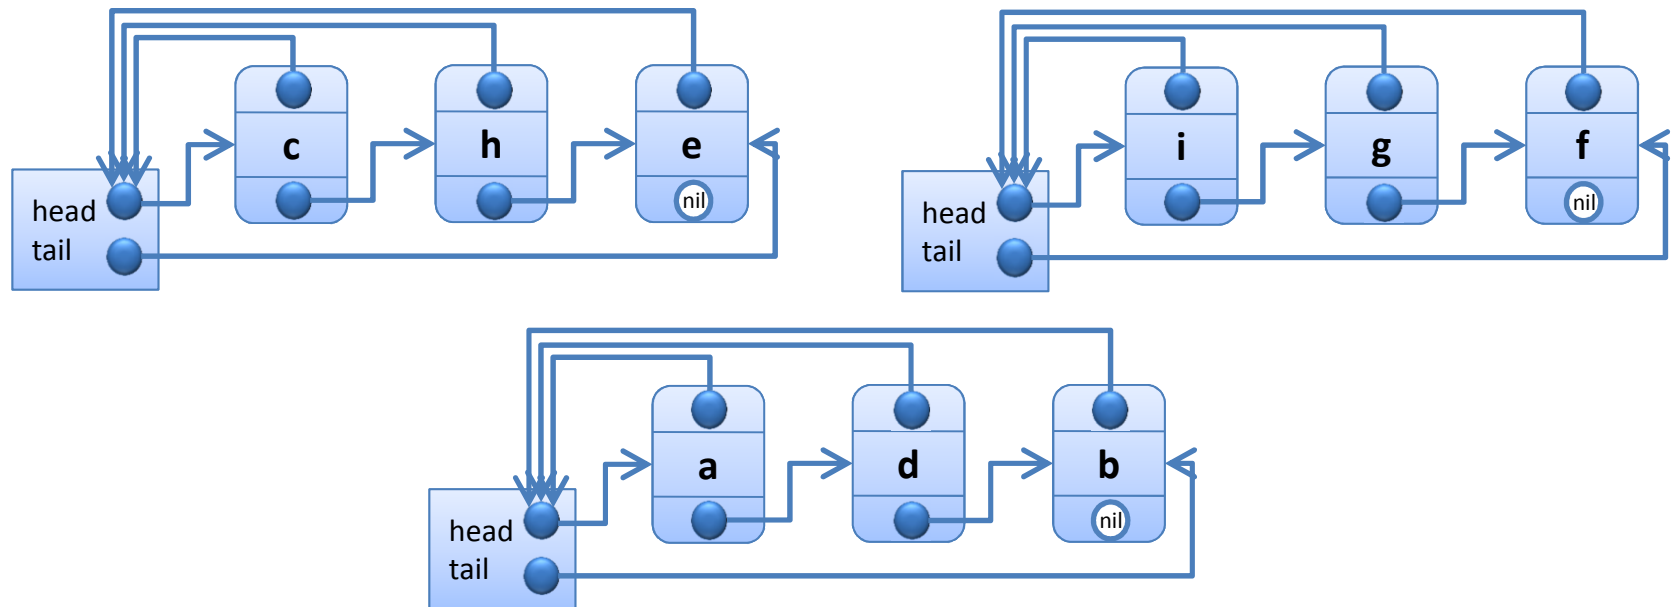 c h e
nil
head
tail
i g f
nil
head
tail
a d b
nil
head
tail